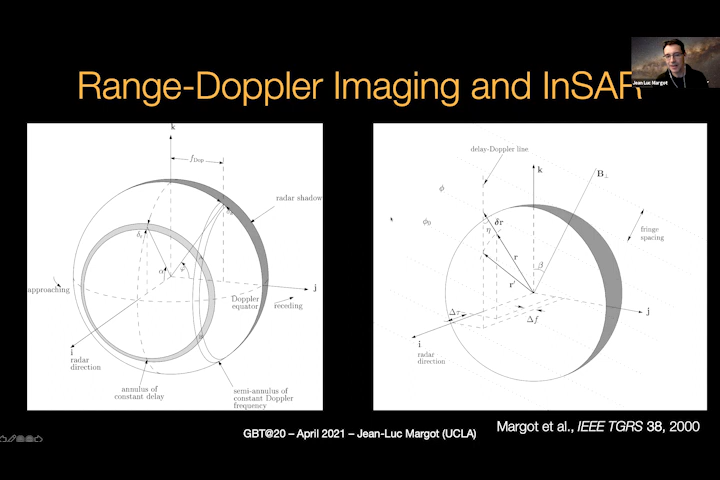 Jean Luc Margot
Range-Doppler Imaging and InSAR
k
f Dop
radar shadow
δ
α
approaching
Doppler
equator
receding
j
i
radar
direction
annulus of
constant delay
semi-annulus of
constant Doppler
frequency
delay-Doppler line
k
B⊥
ϕ
ϕ₀
δr
η
fringe
spacing
r
r′
β
Δτ
Δf
j
i
radar
direction
Margot et al., IEEE TGRS 38, 2000
GBT@20 – April 2021 – Jean-Luc Margot (UCLA)